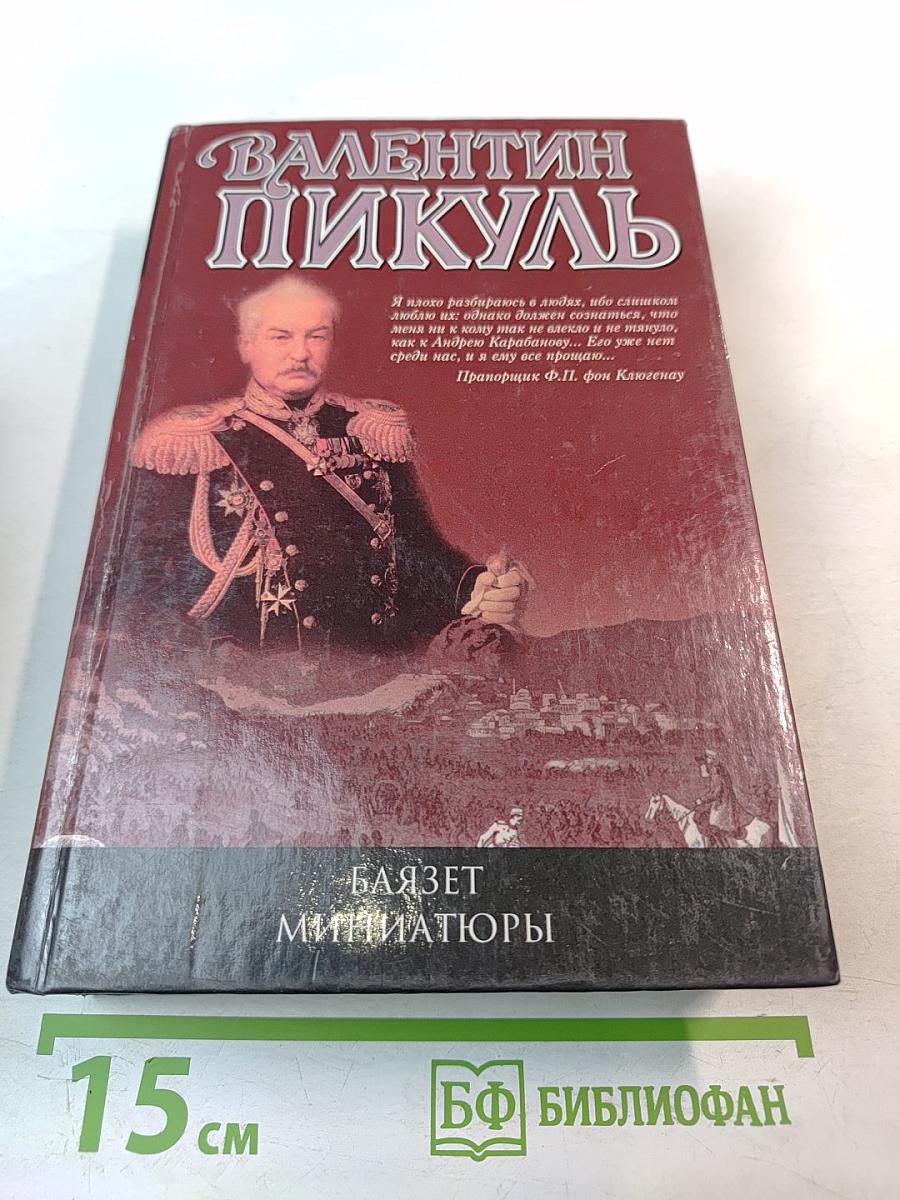 ВАЛЕНТИН
ПИКУЛЬ
Я плохо разбираюсь в людях, ибо слишком
люблю их: однако должен сознаться, что
меня ни к кому так не влекло и не тянуло,
как к Андрею Карабанову... Его уже нет
среди нас, и я ему все прощаю...
Прапорщик Ф.П. фон Клюгенау
БАЯЗЕТ
МИНИАТЮРЫ
15 см
БФ БИБЛИОФАН